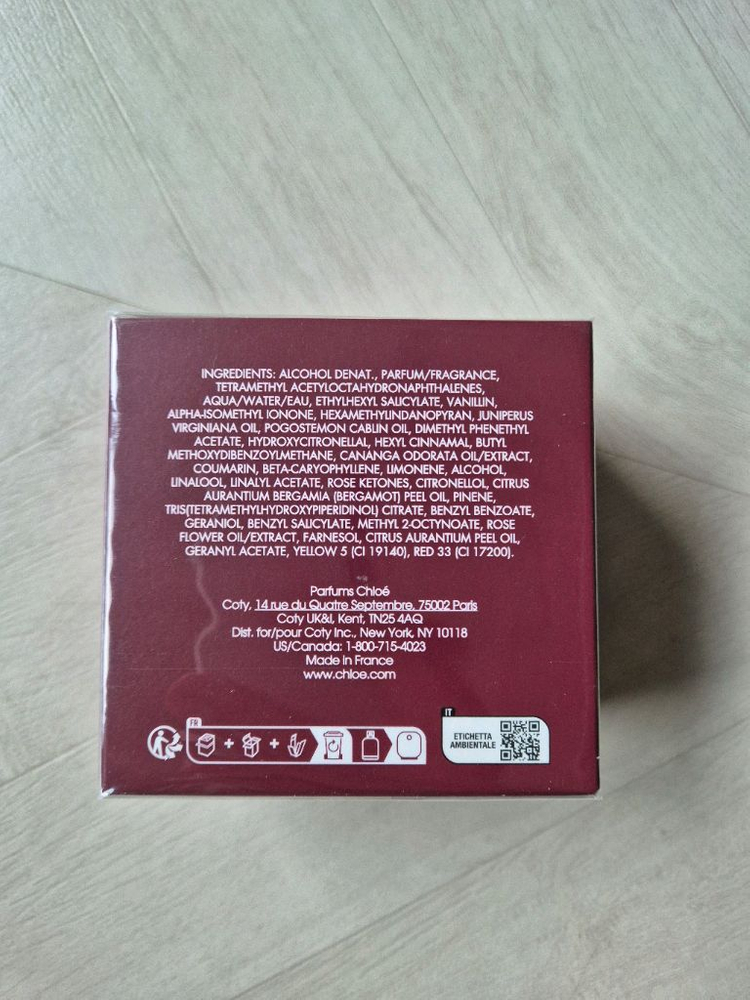 INGREDIENTS: ALCOHOL DENAT., PARFUM/FRAGRANCE,
TETRAMETHYL ACETYLOCTAHYDRONAPHTHALENES,
AQUA/WATER/EAU, ETHYLHEXYL SALICYLATE, VANILLIN,
ALPHA-ISOMETHYL IONONE, HEXAMETHYLINDANOPYRAN, JUNIPERUS
VIRGINIANA OIL, POGOSTEMON CABLIN OIL, DIMETHYL PHENETHYL
ACETATE, HYDROXYCITRONELLAL, HEXYL CINNAMAL, BUTYL
METHOXYDIBENZOYLMETHANE, CANANGA ODORATA OIL/EXTRACT,
COUMARIN, BETA-CARYOPHYLLENE, LIMONENE, ALCOHOL,
LINALOOL, LINALYL ACETATE, ROSE KETONES, CITRONELLOL, CITRUS
AURANTIUM BERGAMIA (BERGAMOT) PEEL OIL, PINENE,
TRIS(TETRAMETHYLHYDROXYPIPERIDINOL) CITRATE, BENZYL BENZOATE,
GERANIOL, BENZYL SALICYLATE, METHYL 2-OCTYNOATE, ROSE
FLOWER OIL/EXTRACT, FARNESOL, CITRUS AURANTIUM PEEL OIL,
GERANYL ACETATE, YELLOW 5 (CI 19140), RED 33 (CI 17200).
Parfums Chloé
Coty, 14 rue du Quatre Septembre, 75002 Paris
Coty UK&I, Kent, TN25 4AQ
Dist. for/pour Coty Inc., New York, NY 10118
US/Canada: 1-800-715-4023
Made in France
www.chloe.com
FR
IT
ETICHETTA
AMBIENTALE